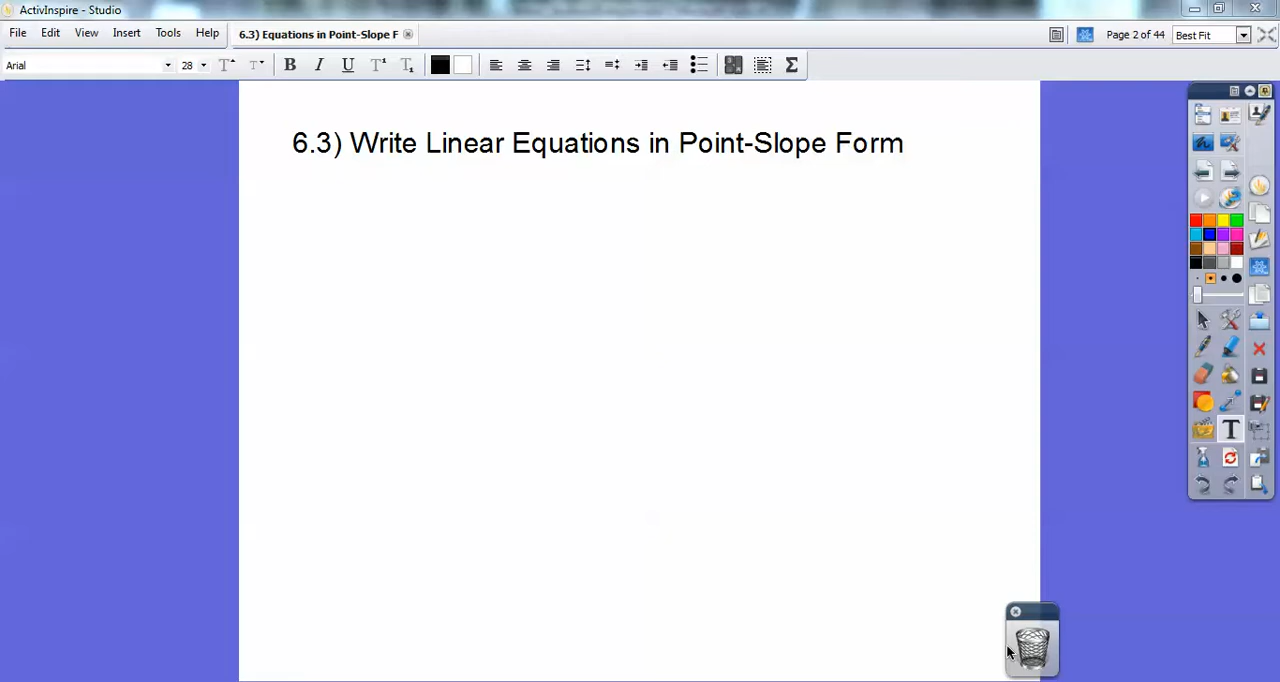 ActivInspire - Studio
File Edit View Insert Tools Help 6.3) Equations in Point-Slope F Page 2 of 44 Best Fit
Arial 28 B I U T T Σ
6.3) Write Linear Equations in Point-Slope Form
T